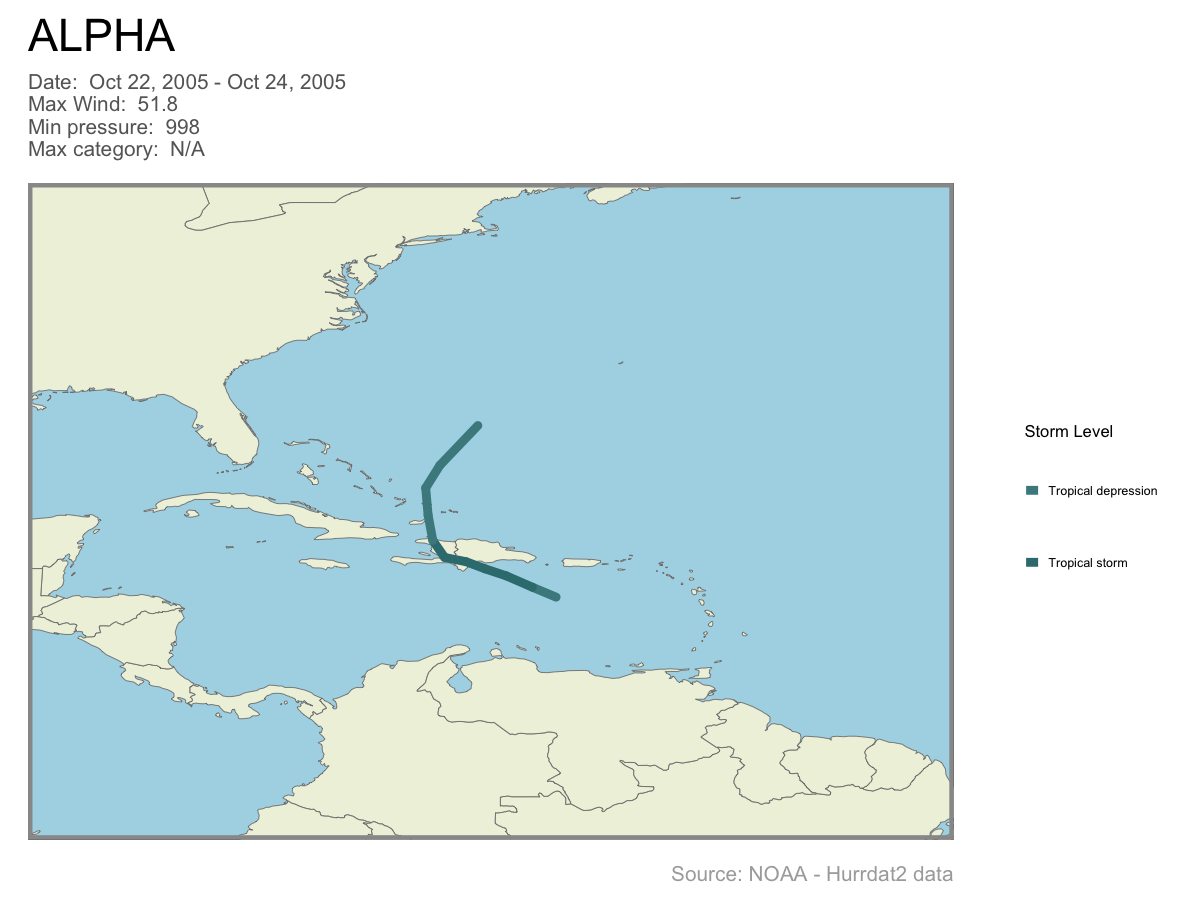 ALPHA
Date:  Oct 22, 2005 - Oct 24, 2005
Max Wind:  51.8
Min pressure:  998
Max category:  N/A
Storm Level
Tropical depression
Tropical storm
Source: NOAA - Hurrdat2 data